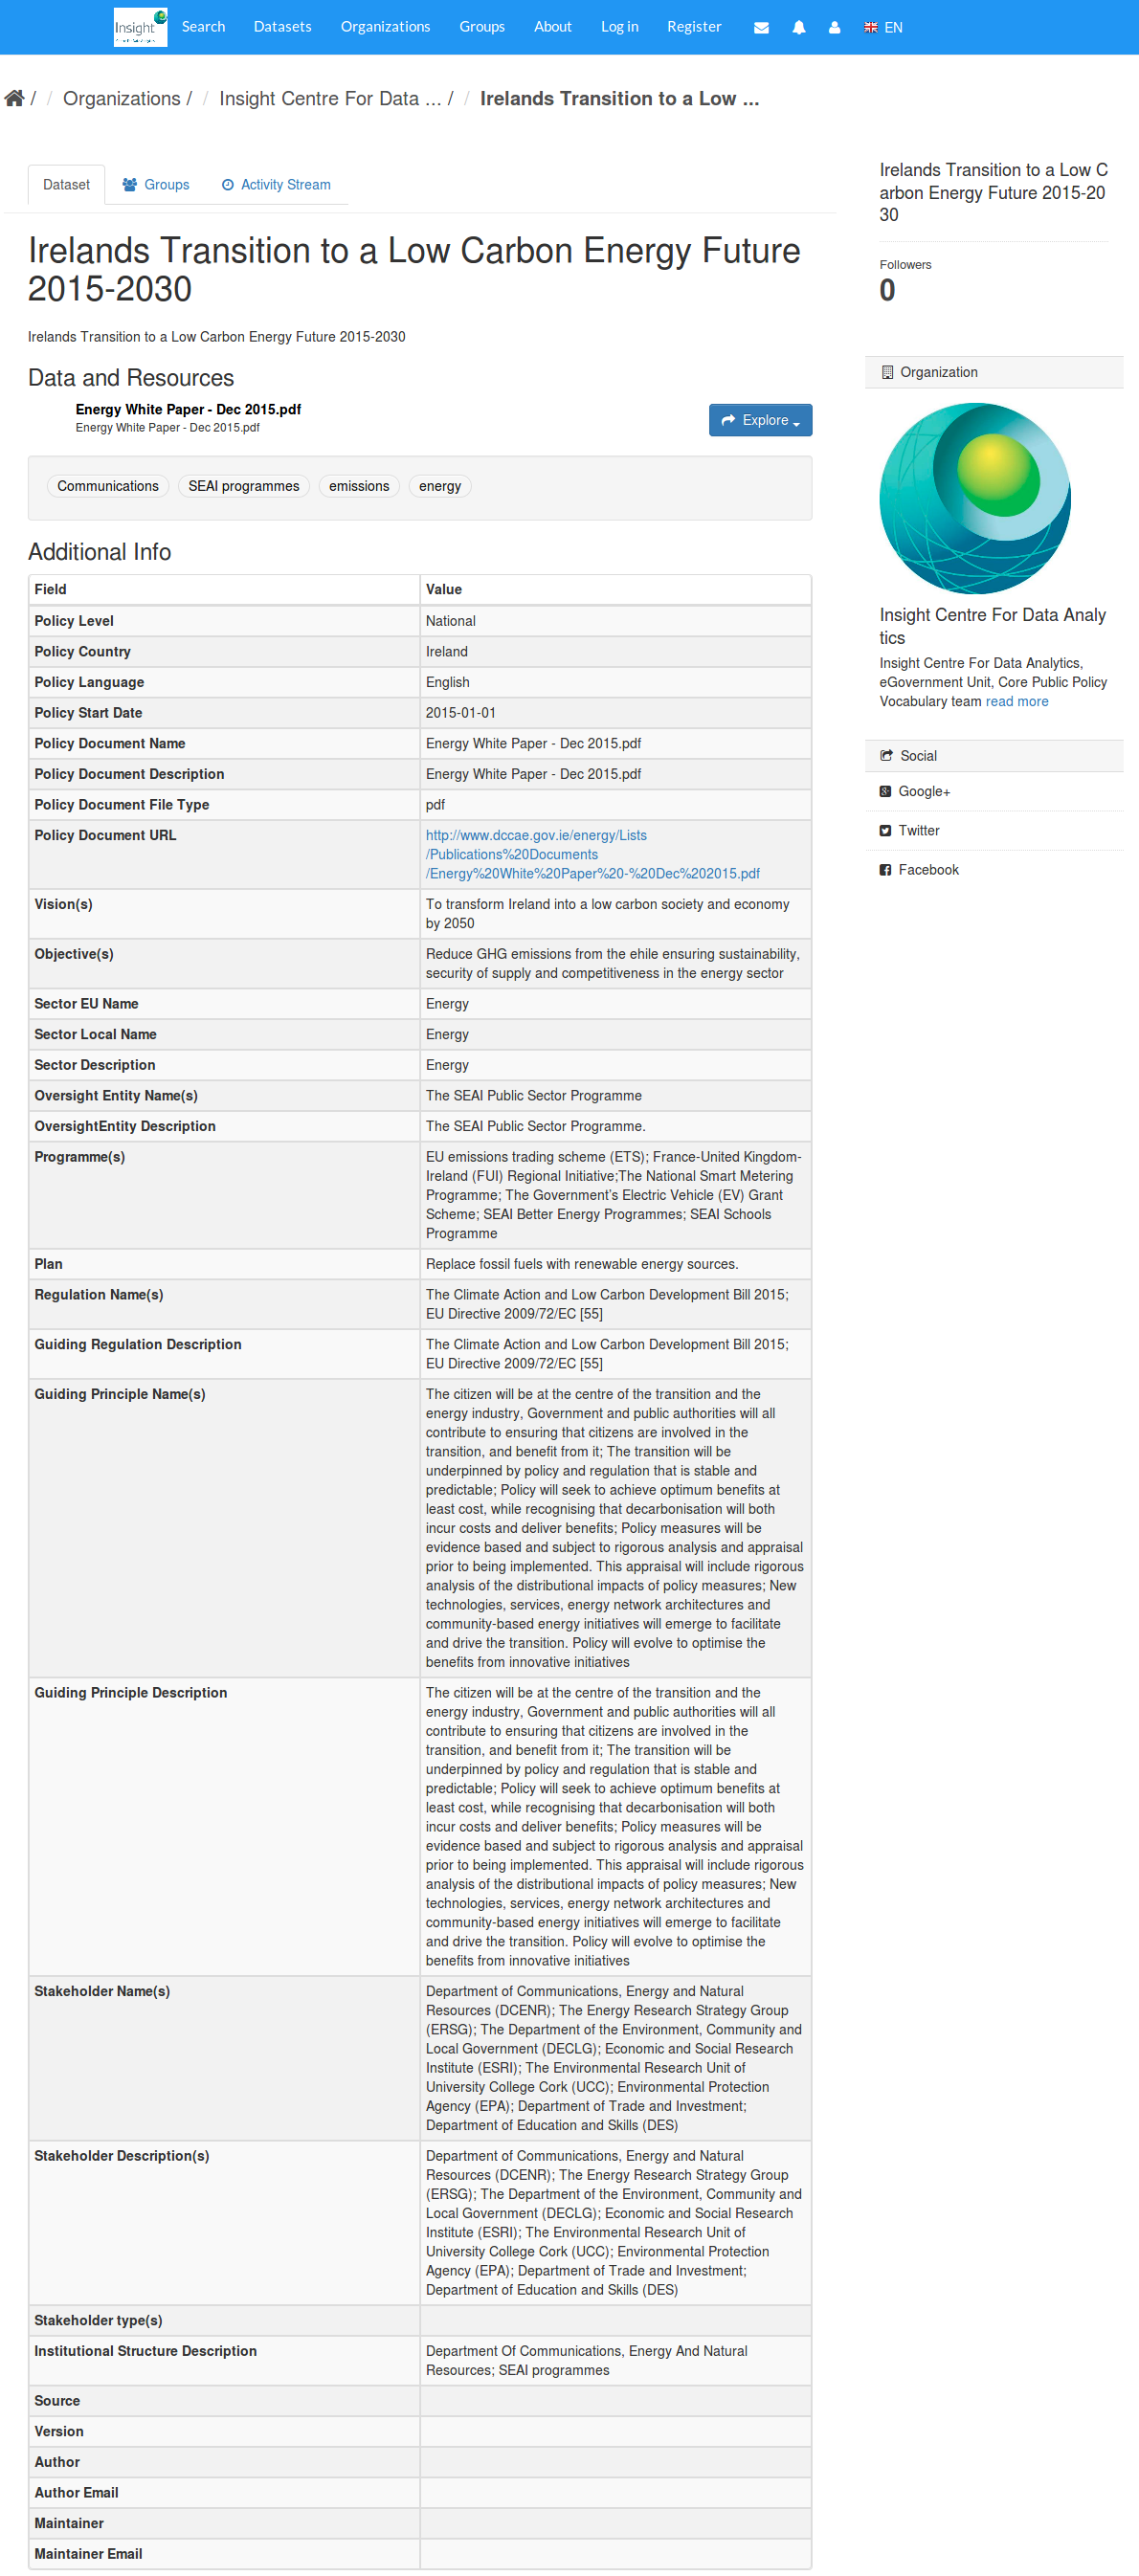 Insight
Search Datasets Organizations Groups About Log in Register EN
/ / Organizations / / Insight Centre For Data ... / / Irelands Transition to a Low ...
Dataset Groups Activity Stream
Irelands Transition to a Low Carbon Energy Future
2015-2030
Irelands Transition to a Low Carbon Energy Future 2015-2030
Data and Resources
Energy White Paper - Dec 2015.pdf
Energy White Paper - Dec 2015.pdf
Explore
Communications SEAI programmes emissions energy
Additional Info
Field Value
Policy Level National
Policy Country Ireland
Policy Language English
Policy Start Date 2015-01-01
Policy Document Name Energy White Paper - Dec 2015.pdf
Policy Document Description Energy White Paper - Dec 2015.pdf
Policy Document File Type pdf
Policy Document URL http://www.dccae.gov.ie/energy/Lists
/Publications%20Documents
/Energy%20White%20Paper%20-%20Dec%202015.pdf
Vision(s) To transform Ireland into a low carbon society and economy
by 2050
Objective(s) Reduce GHG emissions from the ehile ensuring sustainability,
security of supply and competitiveness in the energy sector
Sector EU Name Energy
Sector Local Name Energy
Sector Description Energy
Oversight Entity Name(s) The SEAI Public Sector Programme
OversightEntity Description The SEAI Public Sector Programme.
Programme(s) EU emissions trading scheme (ETS); France-United Kingdom-
Ireland (FUI) Regional Initiative;The National Smart Metering
Programme; The Government's Electric Vehicle (EV) Grant
Scheme; SEAI Better Energy Programmes; SEAI Schools
Programme
Plan Replace fossil fuels with renewable energy sources.
Regulation Name(s) The Climate Action and Low Carbon Development Bill 2015;
EU Directive 2009/72/EC [55]
Guiding Regulation Description The Climate Action and Low Carbon Development Bill 2015;
EU Directive 2009/72/EC [55]
Guiding Principle Name(s) The citizen will be at the centre of the transition and the
energy industry, Government and public authorities will all
contribute to ensuring that citizens are involved in the
transition, and benefit from it; The transition will be
underpinned by policy and regulation that is stable and
predictable; Policy will seek to achieve optimum benefits at
least cost, while recognising that decarbonisation will both
incur costs and deliver benefits; Policy measures will be
evidence based and subject to rigorous analysis and appraisal
prior to being implemented. This appraisal will include rigorous
analysis of the distributional impacts of policy measures; New
technologies, services, energy network architectures and
community-based energy initiatives will emerge to facilitate
and drive the transition. Policy will evolve to optimise the
benefits from innovative initiatives
Guiding Principle Description The citizen will be at the centre of the transition and the
energy industry, Government and public authorities will all
contribute to ensuring that citizens are involved in the
transition, and benefit from it; The transition will be
underpinned by policy and regulation that is stable and
predictable; Policy will seek to achieve optimum benefits at
least cost, while recognising that decarbonisation will both
incur costs and deliver benefits; Policy measures will be
evidence based and subject to rigorous analysis and appraisal
prior to being implemented. This appraisal will include rigorous
analysis of the distributional impacts of policy measures; New
technologies, services, energy network architectures and
community-based energy initiatives will emerge to facilitate
and drive the transition. Policy will evolve to optimise the
benefits from innovative initiatives
Stakeholder Name(s) Department of Communications, Energy and Natural
Resources (DCENR); The Energy Research Strategy Group
(ERSG); The Department of the Environment, Community and
Local Government (DECLG); Economic and Social Research
Institute (ESRI); The Environmental Research Unit of
University College Cork (UCC); Environmental Protection
Agency (EPA); Department of Trade and Investment;
Department of Education and Skills (DES)
Stakeholder Description(s) Department of Communications, Energy and Natural
Resources (DCENR); The Energy Research Strategy Group
(ERSG); The Department of the Environment, Community and
Local Government (DECLG); Economic and Social Research
Institute (ESRI); The Environmental Research Unit of
University College Cork (UCC); Environmental Protection
Agency (EPA); Department of Trade and Investment;
Department of Education and Skills (DES)
Stakeholder type(s)
Institutional Structure Description Department Of Communications, Energy And Natural
Resources; SEAI programmes
Source
Version
Author
Author Email
Maintainer
Maintainer Email
Irelands Transition to a Low C
arbon Energy Future 2015-20
30
Followers
0
Organization
Insight Centre For Data Analy
tics
Insight Centre For Data Analytics,
eGovernment Unit, Core Public Policy
Vocabulary team read more
Social
Google+
Twitter
Facebook